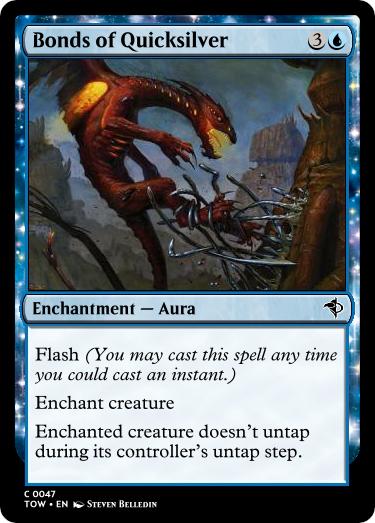 Bonds of Quicksilver 3
Enchantment — Aura
Flash (You may cast this spell any time
you could cast an instant.)
Enchant creature
Enchanted creature doesn't untap
during its controller's untap step.
C 0047
TOW • EN Steven Belledin